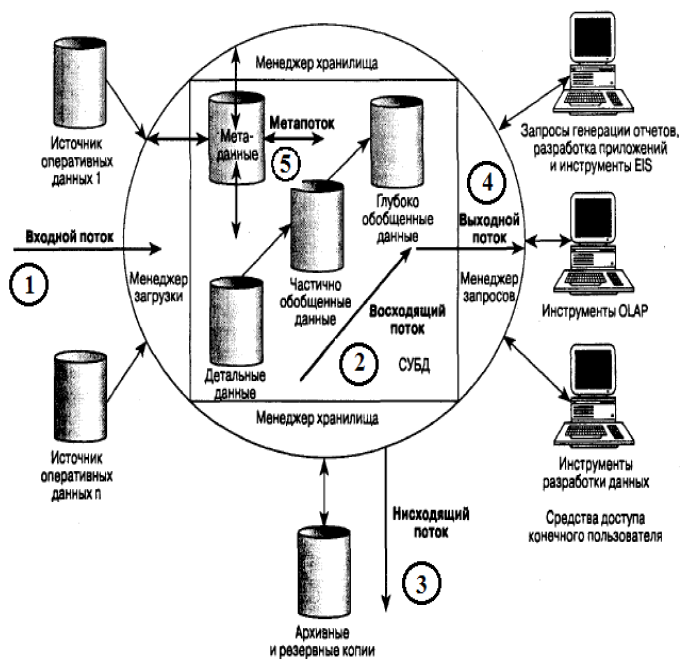 Менеджер хранилища
Источник
оперативных
данных 1
Мета-
данные
Метапоток
5
Глубоко
обобщенные
данные
4
Запросы генерации отчетов,
разработка приложений
и инструменты EIS
Входной поток
1
Менеджер
загрузки
Частично
обобщенные
данные
Выходной
поток
Менеджер
запросов
Инструменты OLAP
Восходящий
поток
2
СУБД
Детальные
данные
Менеджер хранилища
Источник
оперативных
данных n
Инструменты
разработки данных
Средства доступа
конечного пользователя
Нисходящий
поток
3
Архивные
и резервные копии